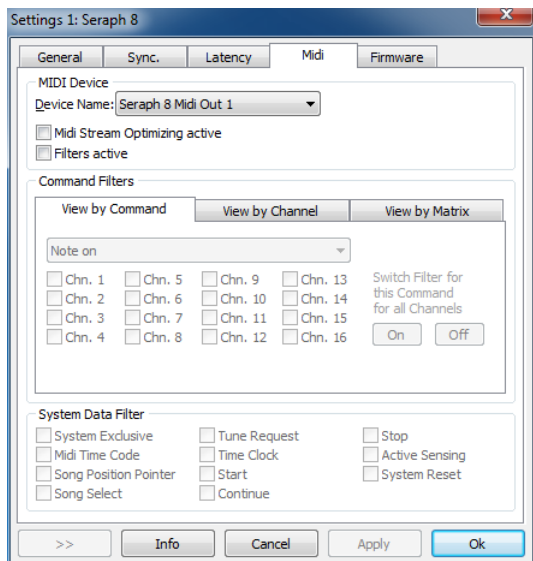 Settings 1: Seraph 8
General Sync. Latency Midi Firmware
MIDI Device
Device Name: Seraph 8 Midi Out 1
Midi Stream Optimizing active
Filters active
Command Filters
View by Command View by Channel View by Matrix
Note on
Chn. 1 Chn. 5 Chn. 9 Chn. 13
Chn. 2 Chn. 6 Chn. 10 Chn. 14
Chn. 3 Chn. 7 Chn. 11 Chn. 15
Chn. 4 Chn. 8 Chn. 12 Chn. 16
Switch Filter for
this Command
for all Channels
On Off
System Data Filter
System Exclusive Tune Request Stop
Midi Time Code Time Clock Active Sensing
Song Position Pointer Start System Reset
Song Select Continue
>> Info Cancel Apply Ok